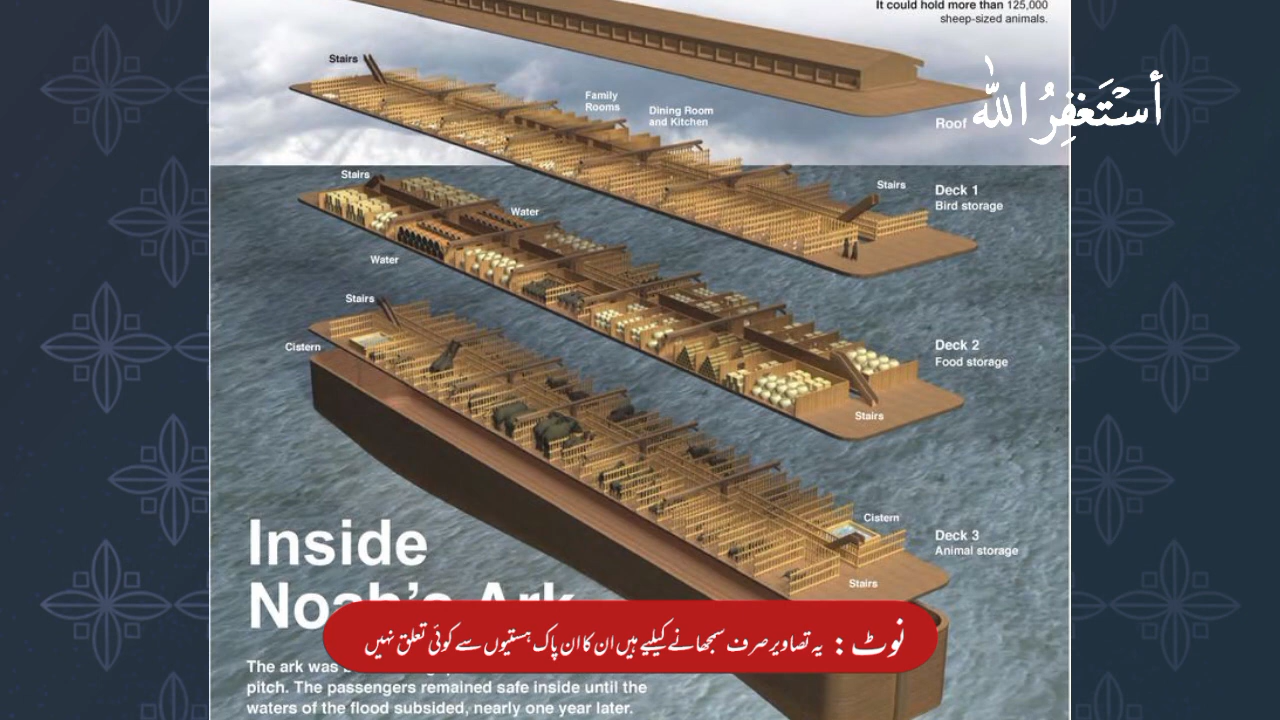 It could hold more than 125,000
sheep-sized animals.
أَسْتَغْفِرُ اللّٰه
Roof
Stairs
Family
Rooms
Dining Room
and Kitchen
Stairs
Deck 1
Bird storage
Stairs
Water
Water
Deck 2
Food storage
Stairs
Stairs
Cistern
Cistern
Deck 3
Animal storage
Stairs
Inside
Noah's Ark
نوٹ : یہ تصاویر صرف سمجھانے کیلیے ہیں ان کا ان پاک ہستیوں سے کوئی تعلق نہیں
The ark was
pitch. The passengers remained safe inside until the
waters of the flood subsided, nearly one year later.